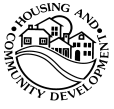 HOUSING AND
COMMUNITY DEVELOPMENT